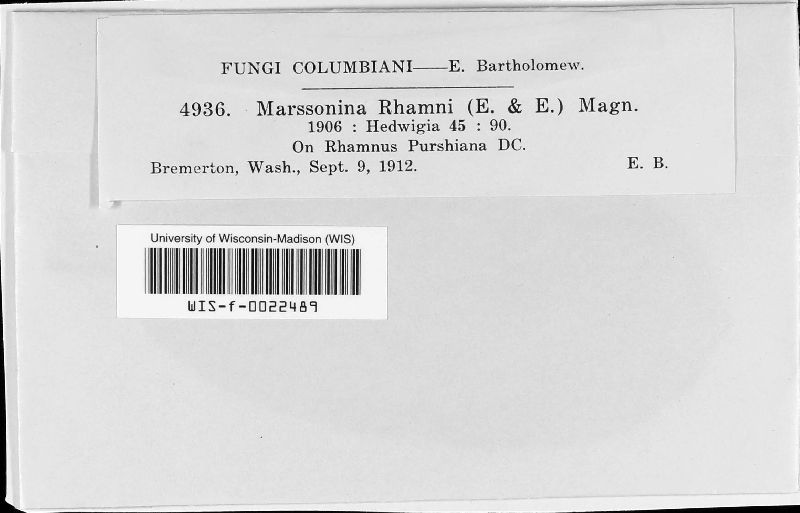 FUNGI COLUMBIANI—E. Bartholomew.
4936. Marssonina Rhamni (E. & E.) Magn.
1906 : Hedwigia 45 : 90.
On Rhamnus Purshiana DC.
Bremerton, Wash., Sept. 9, 1912. E. B.
University of Wisconsin-Madison (WIS)
WIS-f-0022489